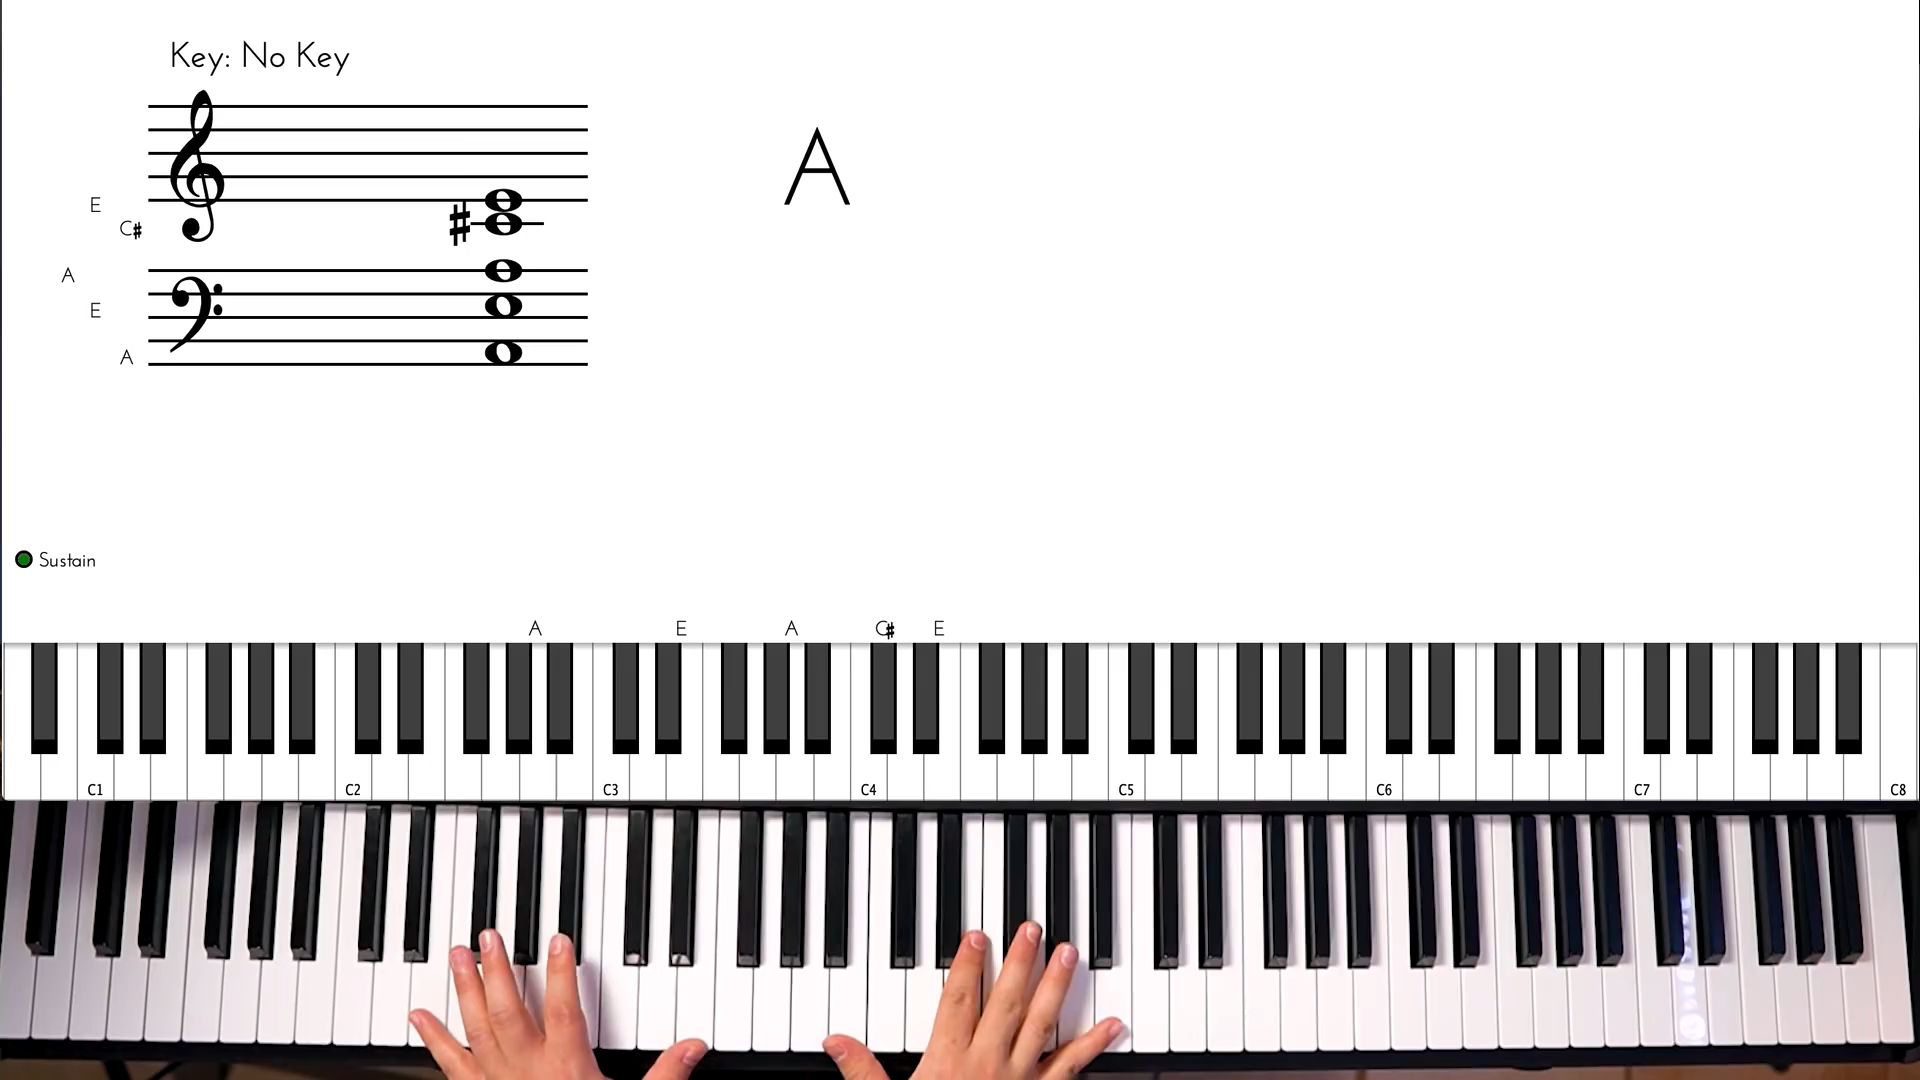 Key: No Key
A
E
C#
A
E
A
Sustain
A E A C# E
C1 C2 C3 C4 C5 C6 C7 C8